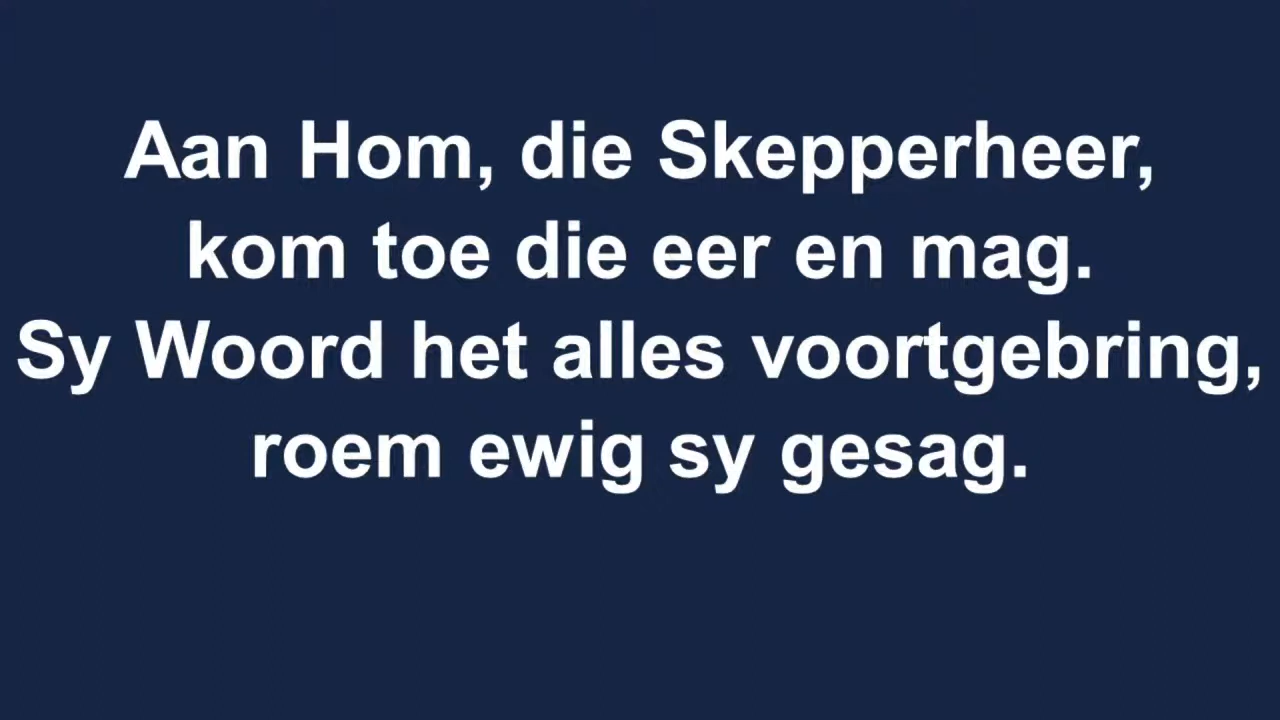 Aan Hom, die Skepperheer,
kom toe die eer en mag.
Sy Woord het alles voortgebring,
roem ewig sy gesag.